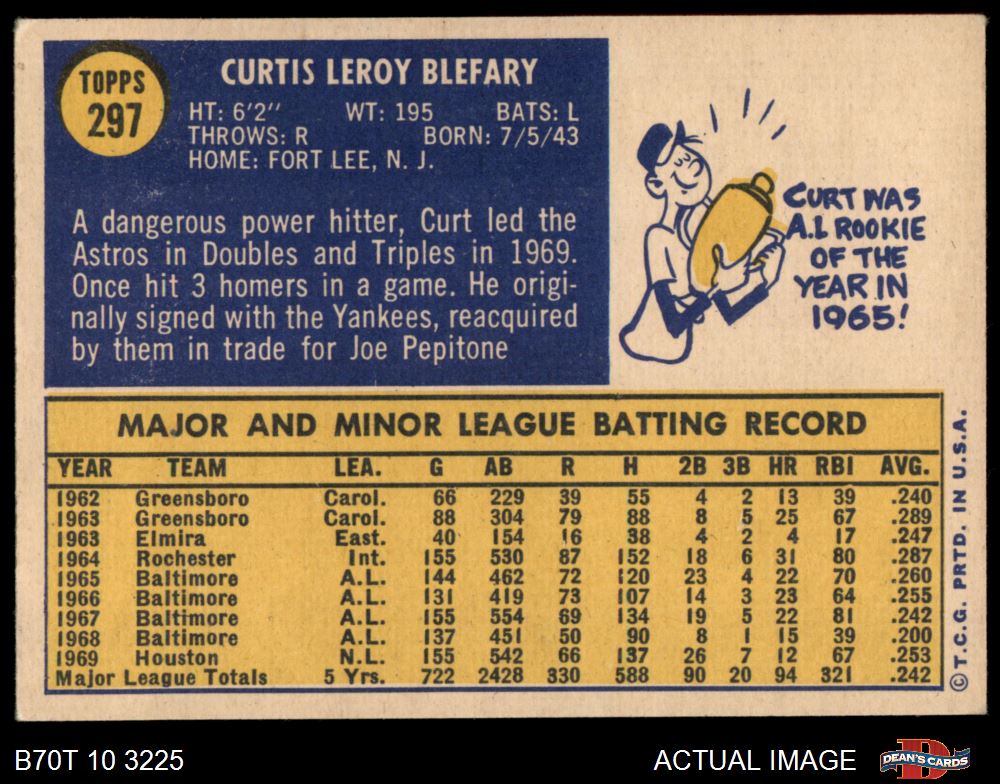 TOPPS
297
CURTIS LEROY BLEFARY
HT: 6'2" WT: 195 BATS: L
THROWS: R BORN: 7/5/43
HOME: FORT LEE, N. J.
A dangerous power hitter, Curt led the
Astros in Doubles and Triples in 1969.
Once hit 3 homers in a game. He origi-
nally signed with the Yankees, reacquired
by them in trade for Joe Pepitone
CURT WAS
A.L ROOKIE
OF THE
YEAR IN
1965!
MAJOR AND MINOR LEAGUE BATTING RECORD
YEAR TEAM LEA. G AB R H 2B 3B HR RBI AVG.
1962 Greensboro Carol. 66 229 39 55 4 2 13 39 .240
1963 Greensboro Carol. 88 304 79 88 8 5 25 67 .289
1963 Elmira East. 40 154 16 38 4 2 4 17 .247
1964 Rochester Int. 155 530 87 152 18 6 31 80 .287
1965 Baltimore A.L. 144 462 72 120 23 4 22 70 .260
1966 Baltimore A.L. 131 419 73 107 14 3 23 64 .255
1967 Baltimore A.L. 155 554 69 134 19 5 22 81 .242
1968 Baltimore A.L. 137 451 50 90 8 1 15 39 .200
1969 Houston N.L. 155 542 66 137 26 7 12 67 .253
Major League Totals 5 Yrs. 722 2428 330 588 90 20 94 321 .242
© T.C.G. PRTD. IN U.S.A.
B70T 10 3225
ACTUAL IMAGE
DEAN'S CARDS